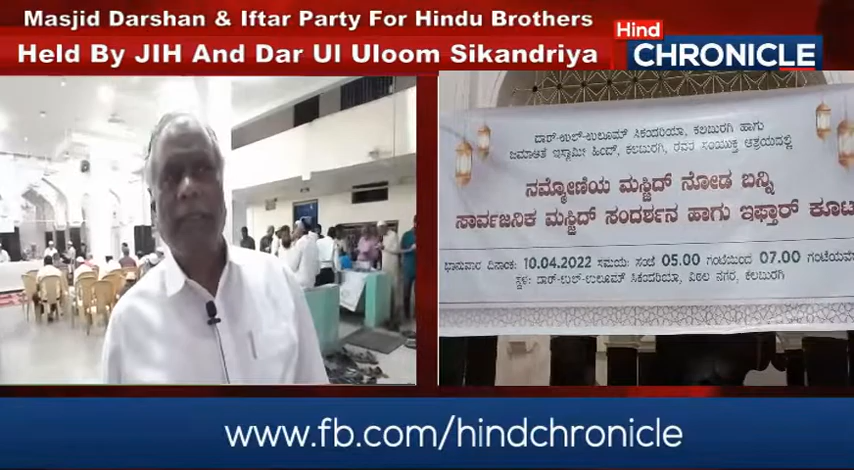 Masjid Darshan & Iftar Party For Hindu Brothers
Held By JIH And Dar Ul Uloom Sikandriya
Hind
CHRONICLE
ದಾರ್-ಉಲ್-ಉಲೂಮ್ ಸಿಕಂದರಿಯಾ, ಕಲಬುರಗಿ ಹಾಗು
ಜಮಾಅತೆ ಇಸ್ಲಾಮೀ ಹಿಂದ್, ಕಲಬುರಗಿ, ರವರ ಸಂಯುಕ್ತ ಆಶ್ರಯದಲ್ಲಿ
ನಮ್ಮೂರಿನ ಮಸ್ಜಿದ್ ನೋಡ ಬನ್ನಿ
ಸಾರ್ವಜನಿಕ ಮಸ್ಜಿದ್ ಸಂದರ್ಶನ ಹಾಗು ಇಫ್ತಾರ್ ಕೂಟ
ದಿನಾಂಕ: 10.04.2022 ಸಮಯ: ಸಂಜೆ 05.00 ಗಂಟೆಯಿಂದ 07.00 ಗಂಟೆಯವ
ಸ್ಥಳ: ದಾರ್-ಉಲ್-ಉಲೂಮ್ ಸಿಕಂದರಿಯಾ, ವಿಠಲ ನಗರ, ಕಲಬುರಗಿ
www.fb.com/hindchronicle